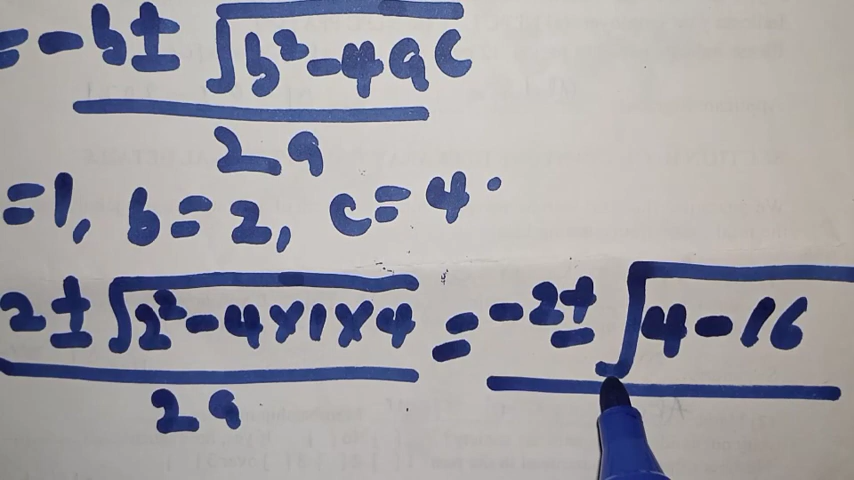 = -b ± √b² - 4ac
2a
= 1, b = 2, c = 4.
2 ± √2² - 4 × 1 × 4 = -2 ± √4 - 16
2a